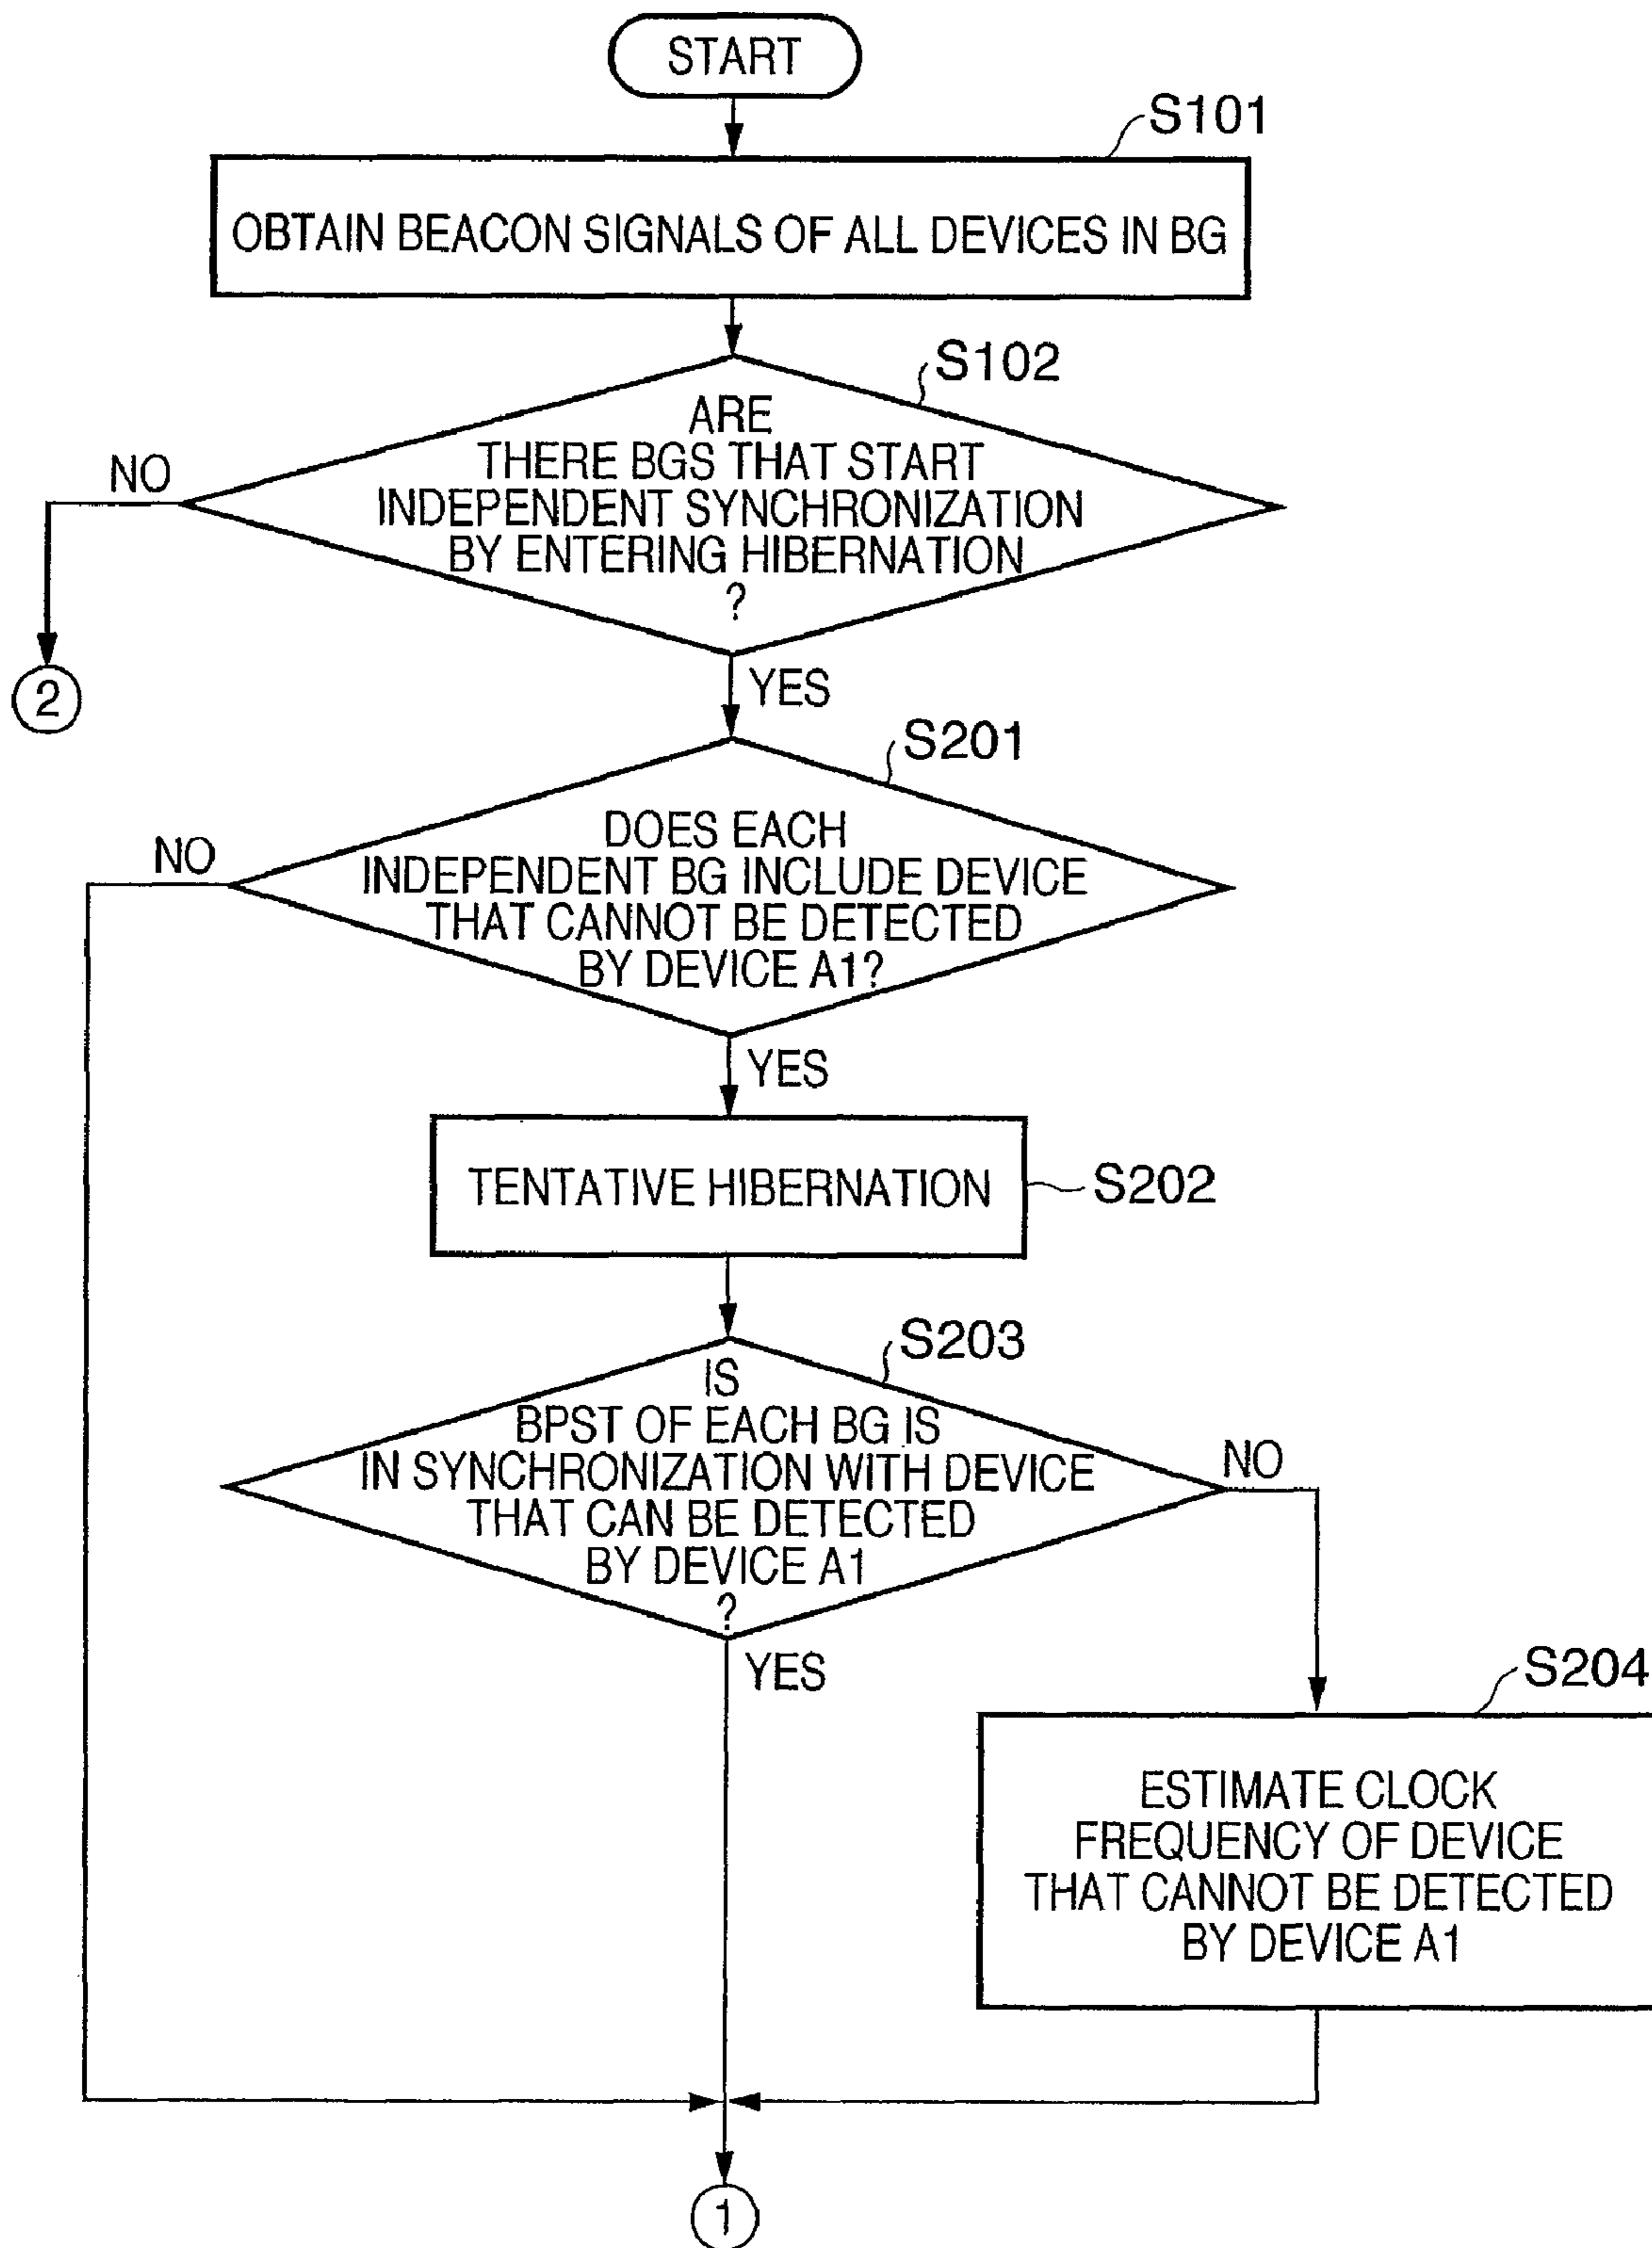 START
S101
OBTAIN BEACON SIGNALS OF ALL DEVICES IN BG
S102
ARE
THERE BGS THAT START
INDEPENDENT SYNCHRONIZATION
BY ENTERING HIBERNATION
?
NO
2
YES
S201
DOES EACH
INDEPENDENT BG INCLUDE DEVICE
THAT CANNOT BE DETECTED
BY DEVICE A1?
NO
YES
TENTATIVE HIBERNATION
S202
S203
IS
BPST OF EACH BG IS
IN SYNCHRONIZATION WITH DEVICE
THAT CAN BE DETECTED
BY DEVICE A1
?
NO
YES
S204
ESTIMATE CLOCK
FREQUENCY OF DEVICE
THAT CANNOT BE DETECTED
BY DEVICE A1
1